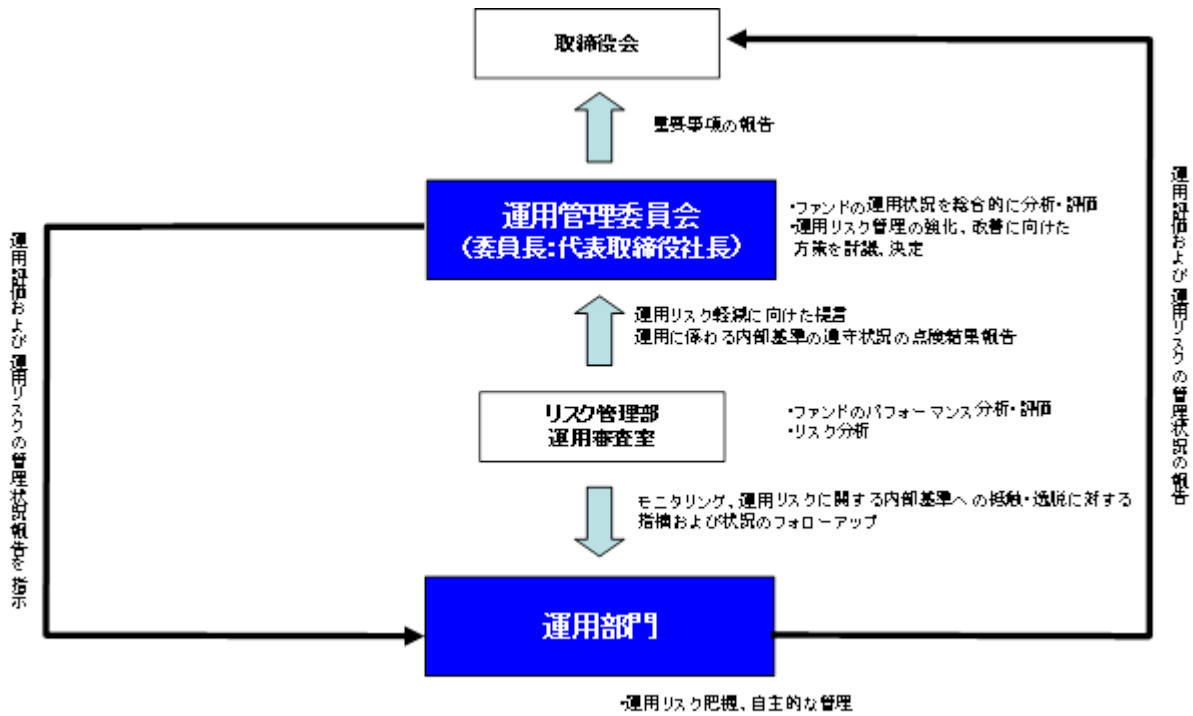 取締役会
重要事項の報告
運用管理委員会
(委員長:代表取締役社長)
・ファンドの運用状況を総合的に分析・評価
・運用リスク管理の強化、改善に向けた
方策を討議、決定
運用リスク軽減に向けた提言
運用に係わる内部基準の遵守状況の点検結果報告
リスク管理部
運用審査室
・ファンドのパフォーマンス分析・評価
・リスク分析
モニタリング、運用リスクに関する内部基準への抵触・逸脱に対する
指摘および状況のフォローアップ
運用部門
・運用リスク把握、自主的な管理
運用評価および運用リスクの管理状況報告を指示
運用評価および運用リスクの管理状況の報告